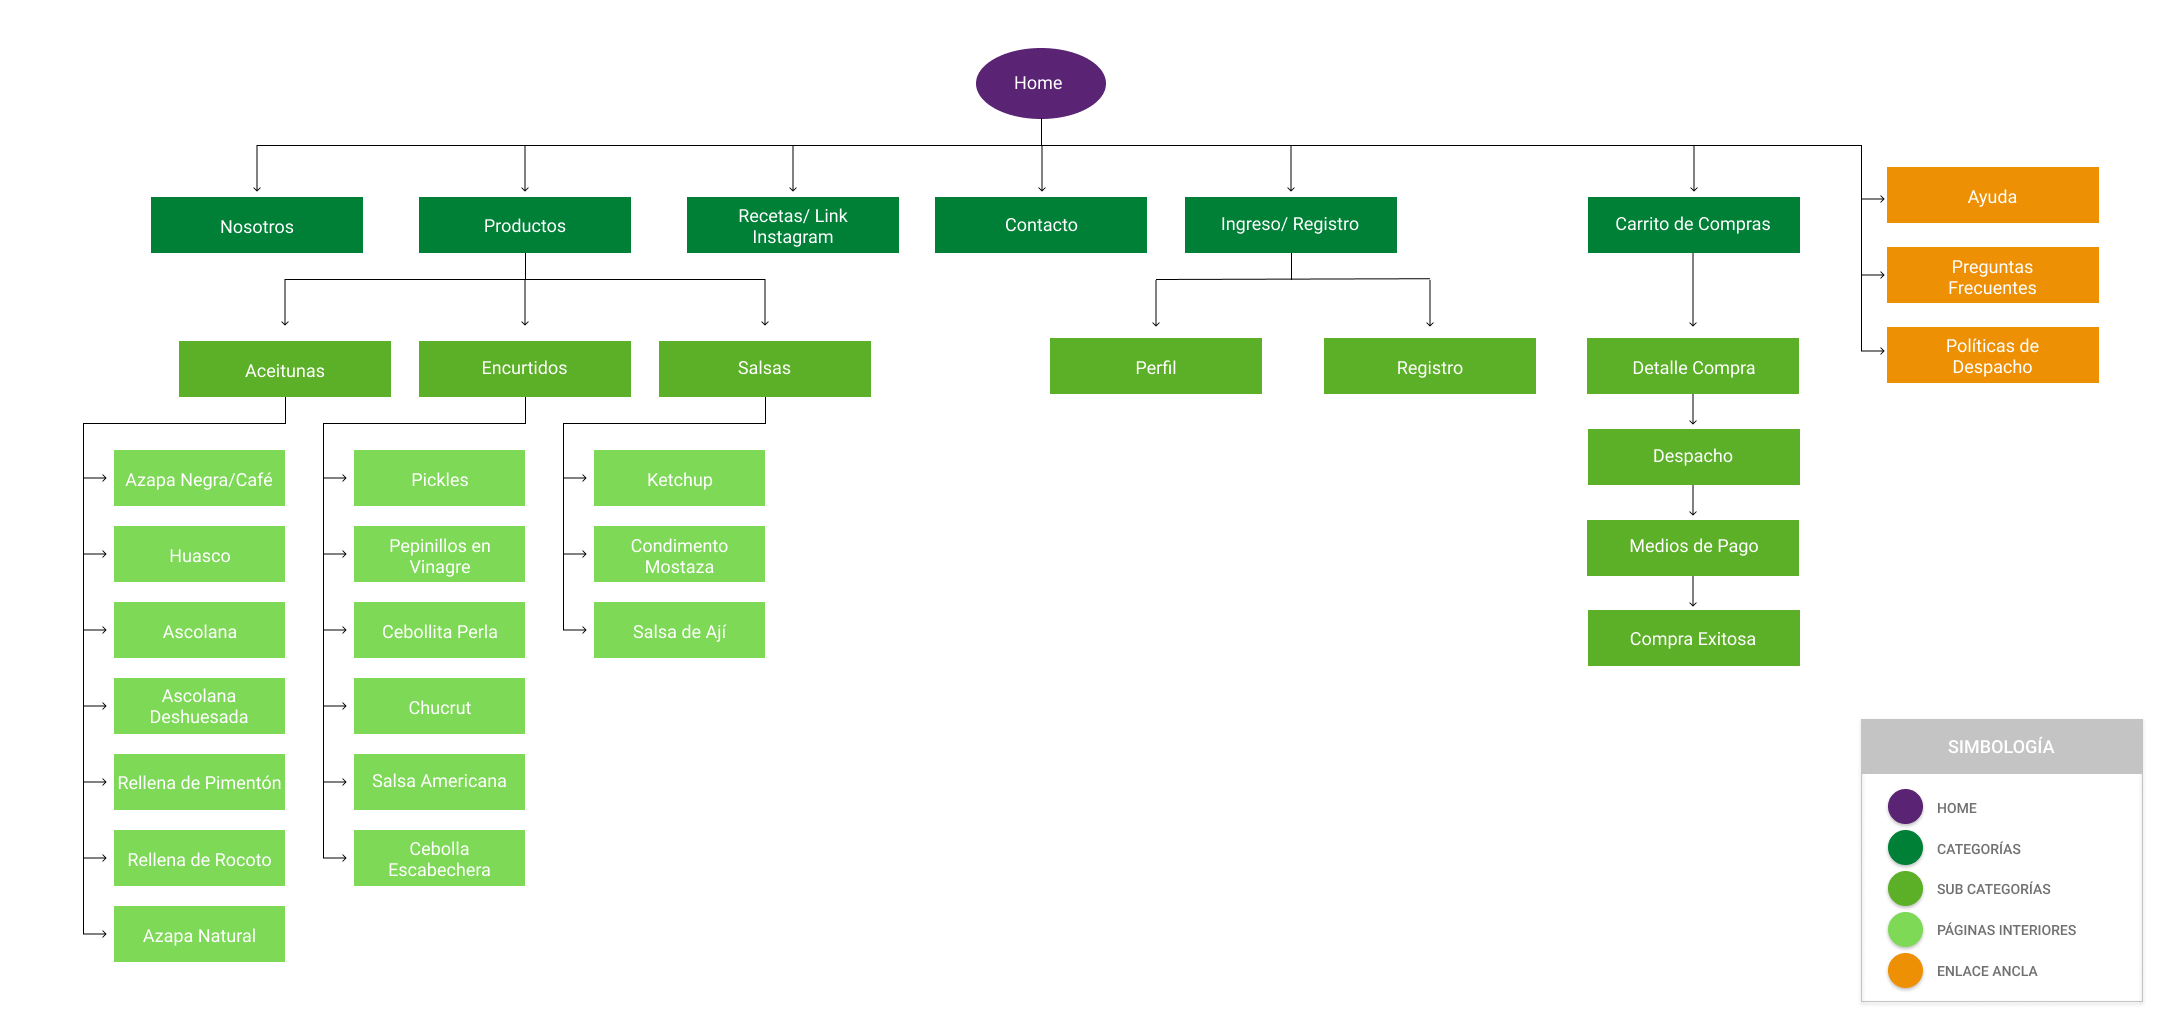 Home
Nosotros
Productos
Recetas/ Link
Instagram
Contacto
Ingreso/ Registro
Carrito de Compras
Ayuda
Preguntas
Frecuentes
Políticas de
Despacho
Aceitunas
Encurtidos
Salsas
Perfil
Registro
Detalle Compra
Despacho
Medios de Pago
Compra Exitosa
Azapa Negra/Café
Huasco
Ascolana
Ascolana
Deshuesada
Rellena de Pimentón
Rellena de Rocoto
Azapa Natural
Pickles
Pepinillos en
Vinagre
Cebollita Perla
Chucrut
Salsa Americana
Cebolla
Escabechera
Ketchup
Condimento
Mostaza
Salsa de Ají
SIMBOLOGÍA
HOME
CATEGORÍAS
SUB CATEGORÍAS
PÁGINAS INTERIORES
ENLACE ANCLA